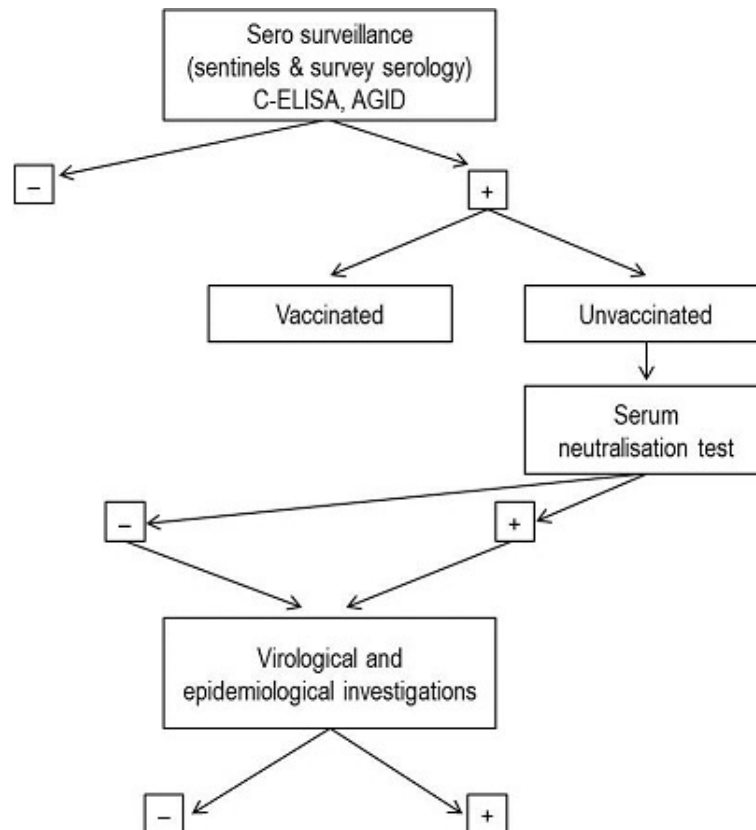 Sero surveillance
(sentinels & survey serology)
C-ELISA, AGID
–
+
Vaccinated
Unvaccinated
Serum
neutralisation test
–
+
Virological and
epidemiological investigations
–
+